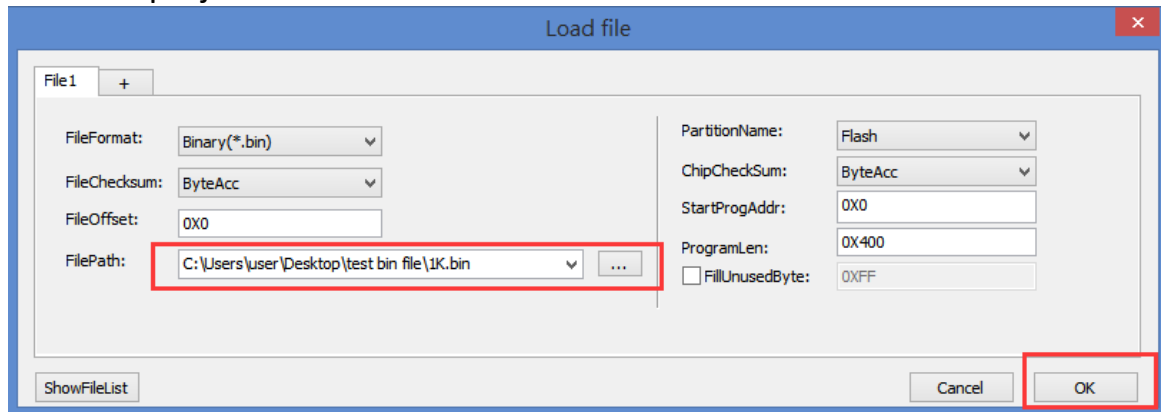 Load file
File1
+
FileFormat: Binary(*.bin)
FileChecksum: ByteAcc
FileOffset: 0X0
FilePath: C:\Users\user\Desktop\test bin file\1K.bin ...
PartitionName: Flash
ChipCheckSum: ByteAcc
StartProgAddr: 0X0
ProgramLen: 0X400
FillUnusedByte: 0XFF
ShowFileList
Cancel
OK